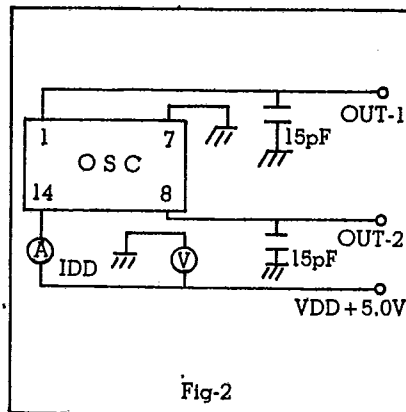 OUT-1
1 7
15pF
OSC
14 8
OUT-2
A IDD
V
15pF
VDD+5.0V
Fig-2